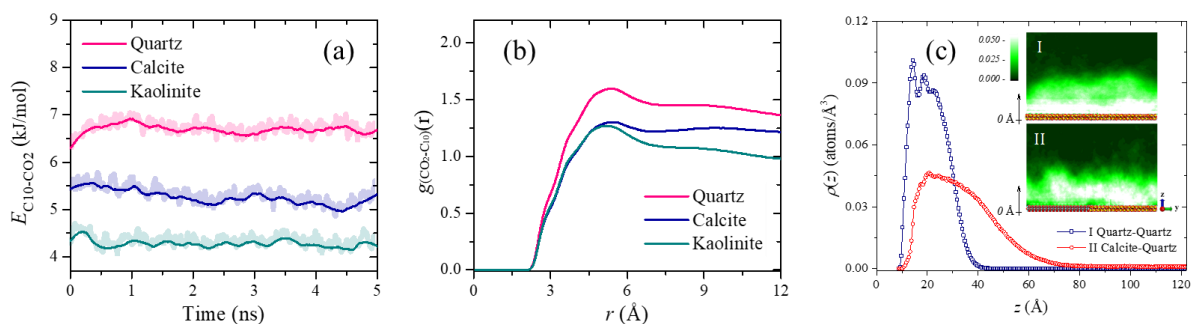 (a)
Quartz
Calcite
Kaolinite
E_C10-CO2 (kJ/mol)
9
8
7
6
5
4
0 1 2 3 4 5
Time (ns)
(b)
g(CO₂-C₁₀)(r)
2.0
1.5
1.0
0.5
0.0
Quartz
Calcite
Kaolinite
0 3 6 9 12
r (Å)
(c)
ρ(z) (atoms/Å³)
0.12
0.09
0.06
0.03
0.00
0.050 -
0.025 -
0.000 -
I
0 Å
II
0 Å
z
y
I Quartz-Quartz
II Calcite-Quartz
0 20 40 60 80 100 120
z (Å)